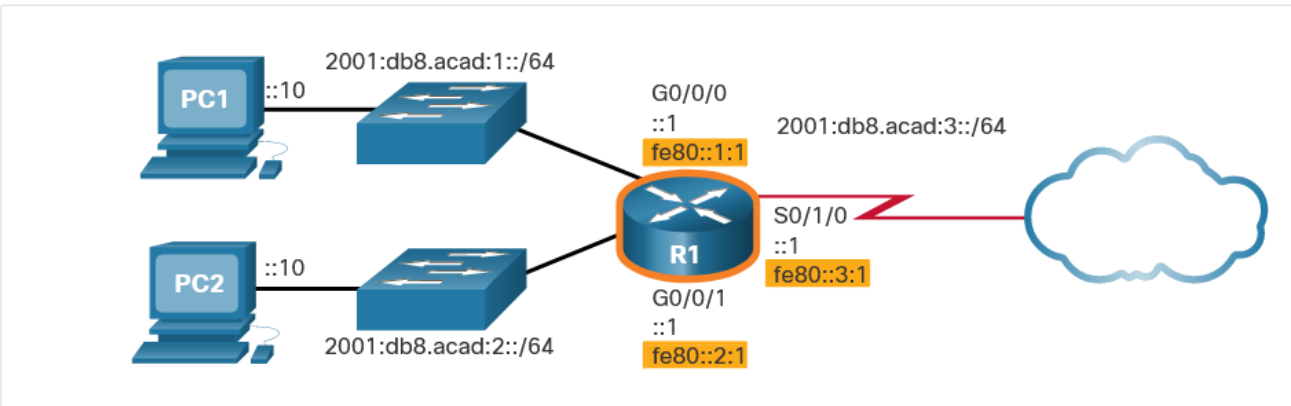 2001:db8.acad:1::/64
PC1
::10
G0/0/0
::1
fe80::1:1
2001:db8.acad:3::/64
R1
S0/1/0
::1
fe80::3:1
PC2
::10
G0/0/1
::1
fe80::2:1
2001:db8.acad:2::/64